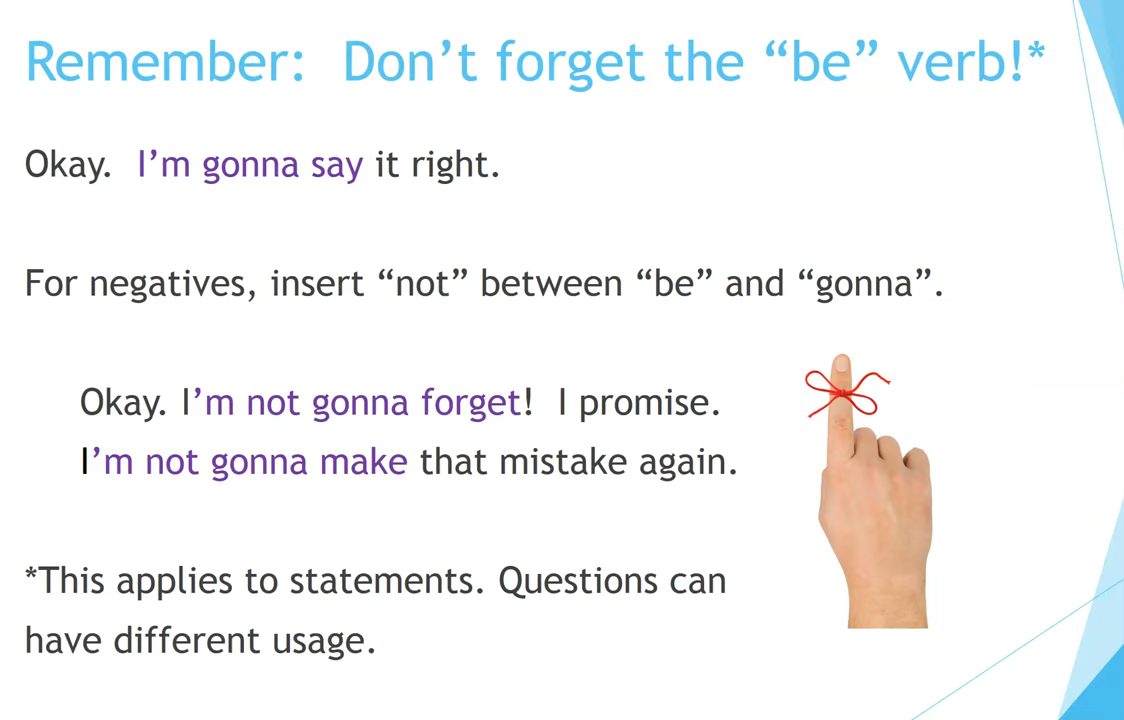 Remember:  Don’t forget the “be” verb!*
Okay.  I’m gonna say it right.
For negatives, insert “not” between “be” and “gonna”.
Okay. I’m not gonna forget!  I promise.
I’m not gonna make that mistake again.
*This applies to statements. Questions can
have different usage.